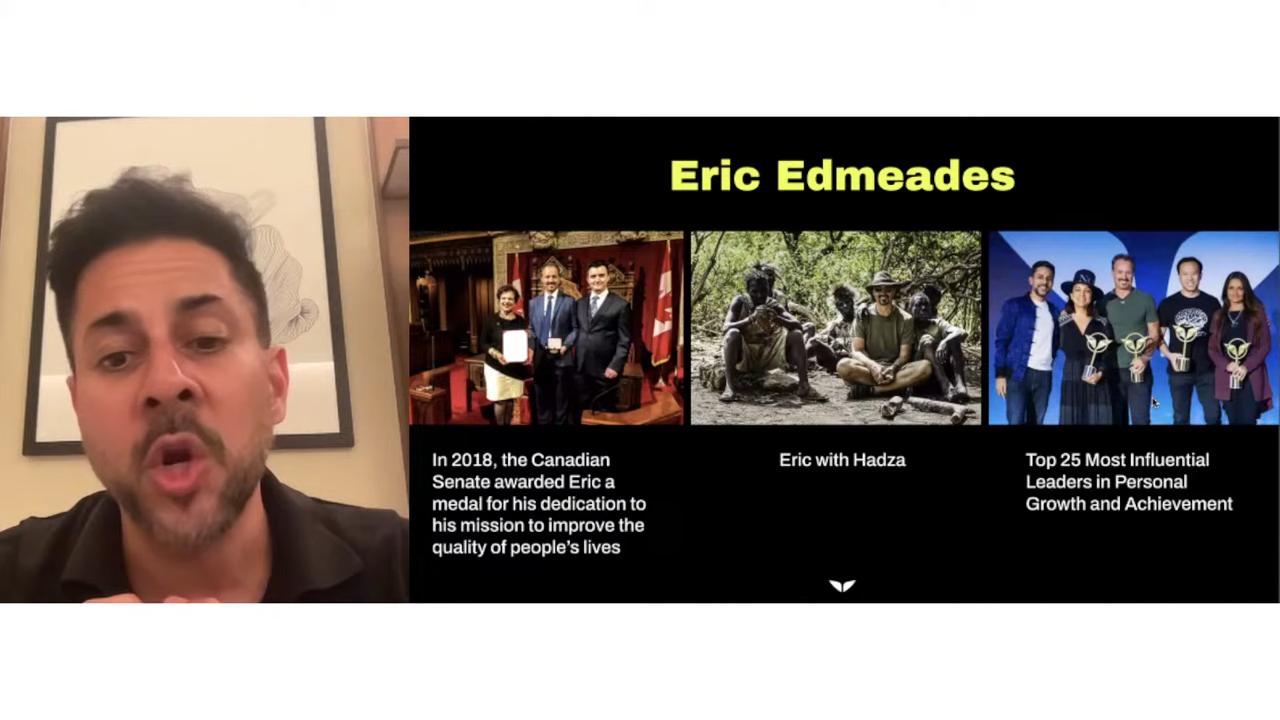 Eric Edmeades
In 2018, the Canadian
Senate awarded Eric a
medal for his dedication to
his mission to improve the
quality of people's lives
Eric with Hadza
Top 25 Most Influential
Leaders in Personal
Growth and Achievement